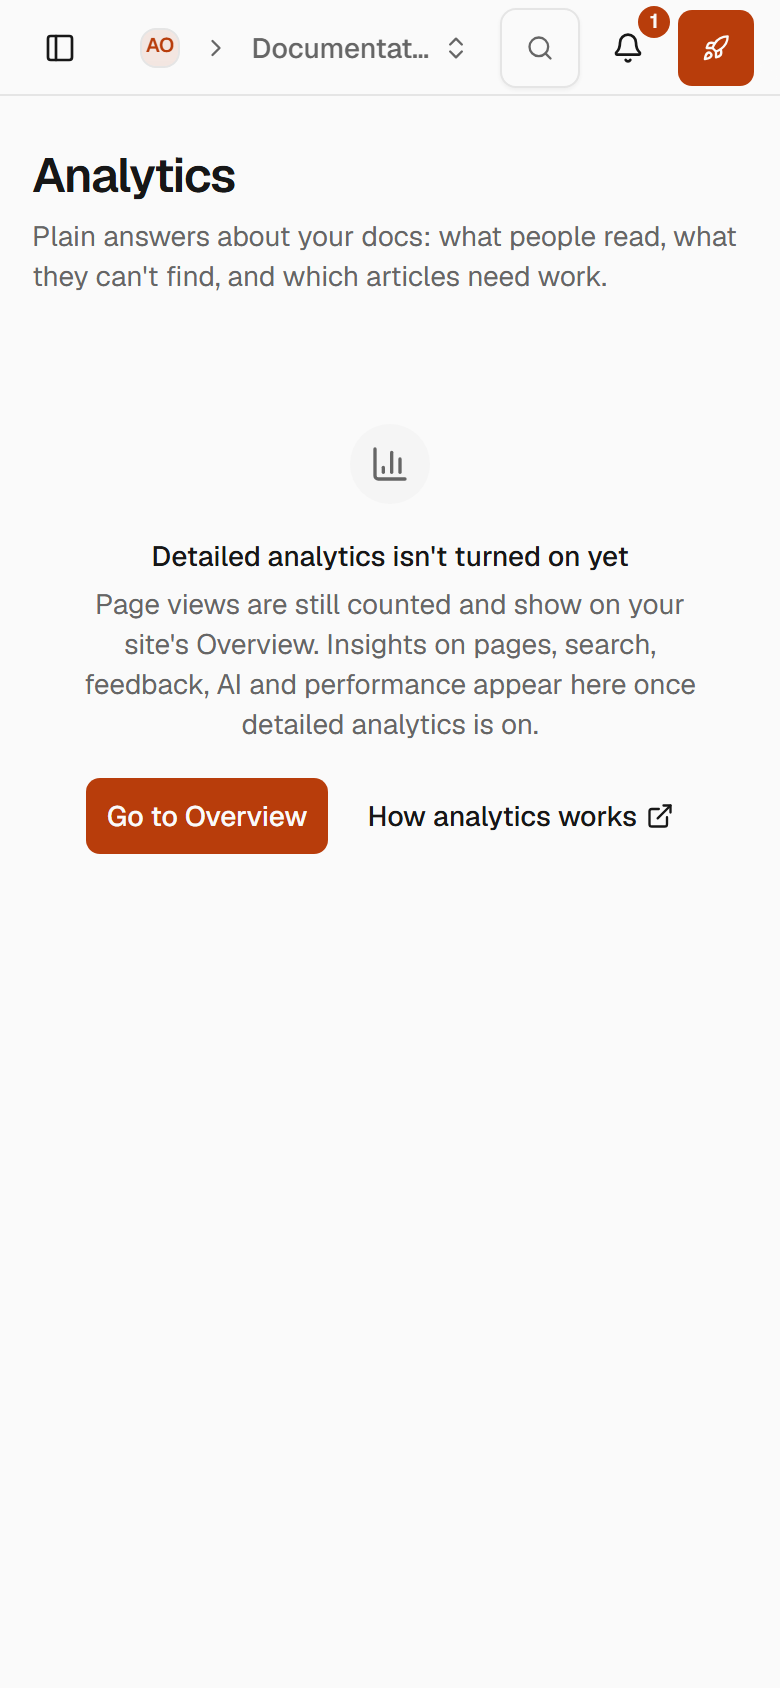 AO
Documentat...
1
Analytics
Plain answers about your docs: what people read, what
they can't find, and which articles need work.
Detailed analytics isn't turned on yet
Page views are still counted and show on your
site's Overview. Insights on pages, search,
feedback, AI and performance appear here once
detailed analytics is on.
Go to Overview
How analytics works